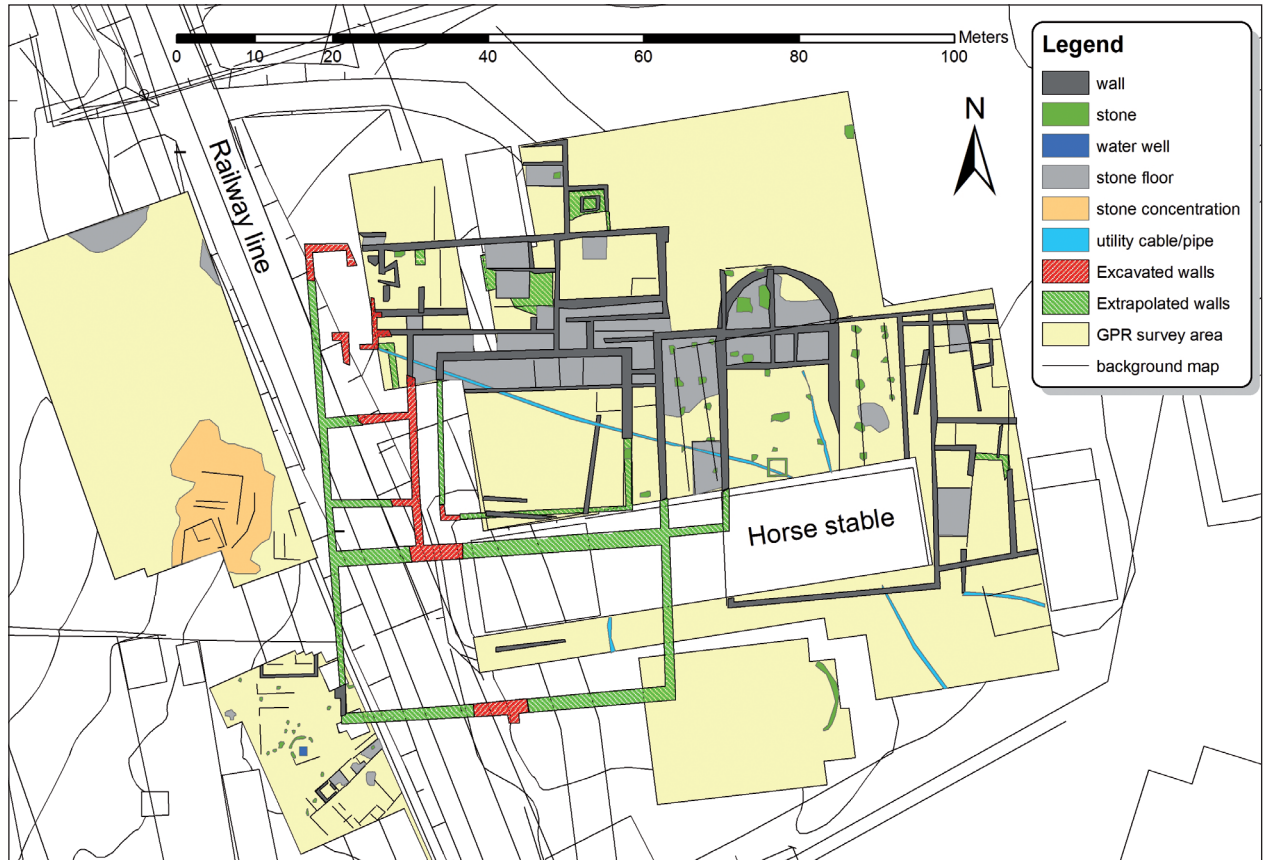 0 10 20 40 60 80 100 Meters
Legend
wall
stone
water well
stone floor
stone concentration
utility cable/pipe
Excavated walls
Extrapolated walls
GPR survey area
background map
N
Railway line
Horse stable